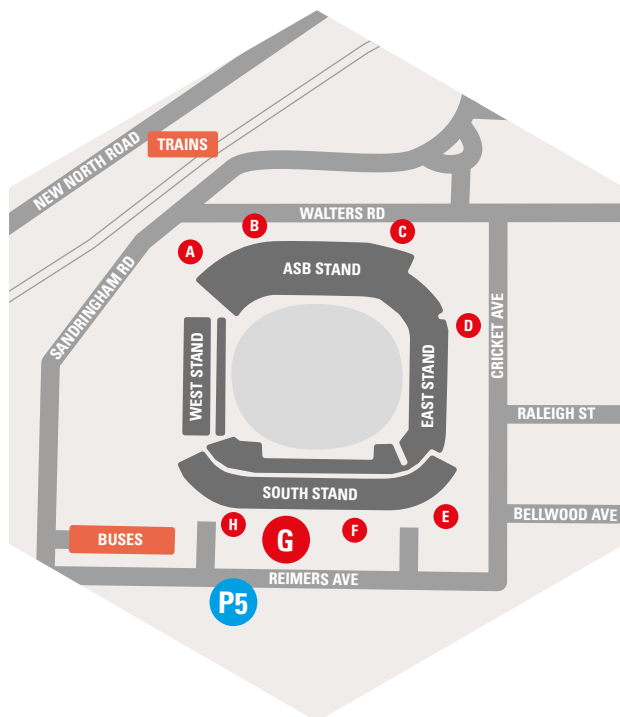 TRAINS
NEW NORTH ROAD
WALTERS RD
B
C
A
ASB STAND
SANDRINGHAM RD
D
CRICKET AVE
WEST STAND
EAST STAND
RALEIGH ST
SOUTH STAND
BELLWOOD AVE
H
G
F
E
BUSES
REIMERS AVE
P5